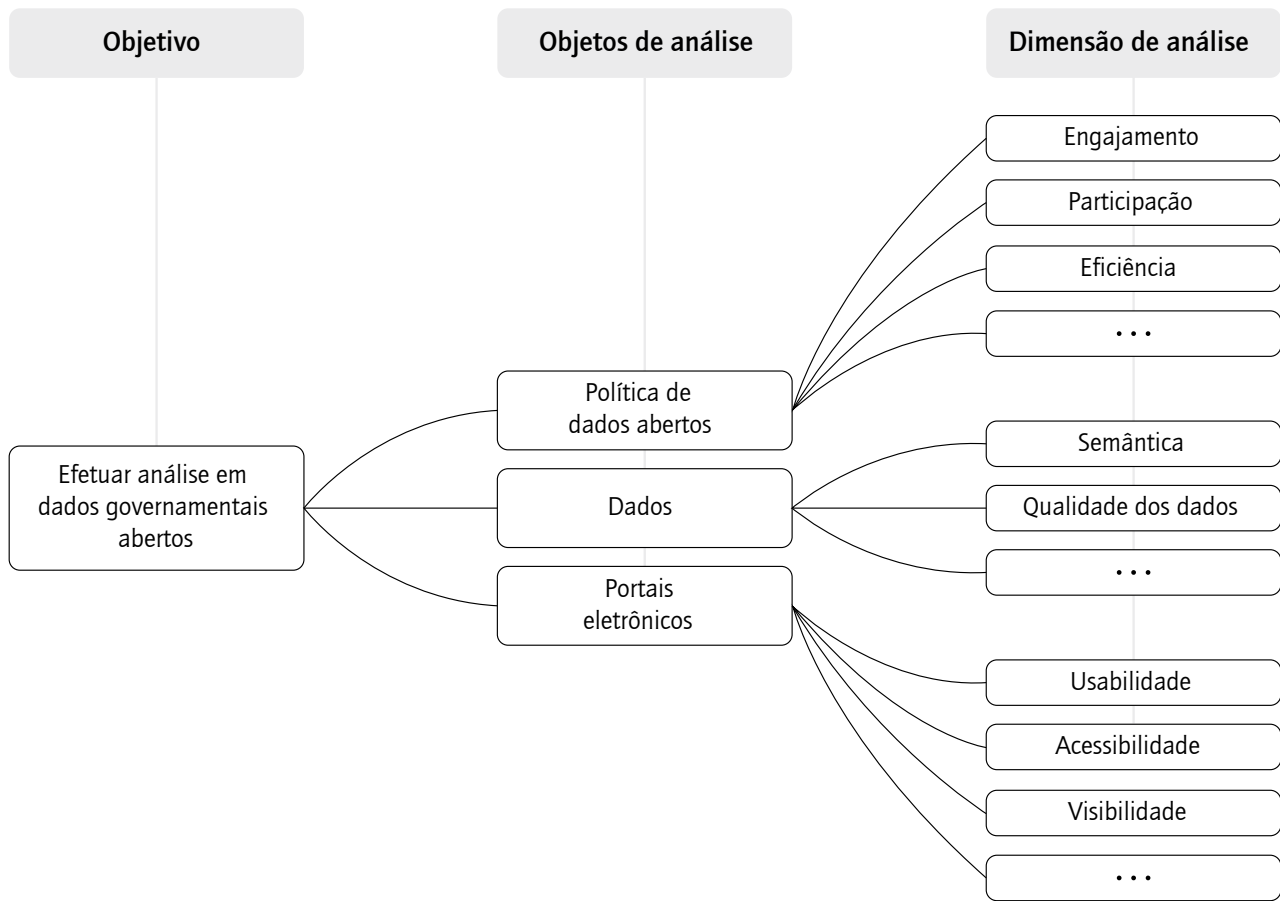 Objetivo
Objetos de análise
Dimensão de análise
Engajamento
Participação
Eficiência
...
Política de
dados abertos
Semântica
Efetuar análise em
dados governamentais
abertos
Dados
Qualidade dos dados
...
Portais
eletrônicos
Usabilidade
Acessibilidade
Visibilidade
...